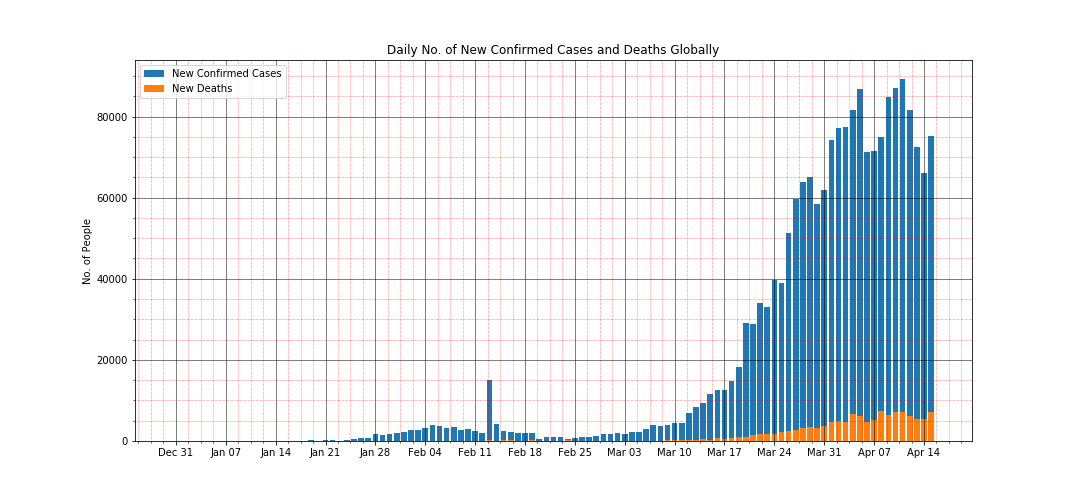 Daily No. of New Confirmed Cases and Deaths Globally
New Confirmed Cases
New Deaths
No. of People
80000
60000
40000
20000
0
Dec 31 Jan 07 Jan 14 Jan 21 Jan 28 Feb 04 Feb 11 Feb 18 Feb 25 Mar 03 Mar 10 Mar 17 Mar 24 Mar 31 Apr 07 Apr 14